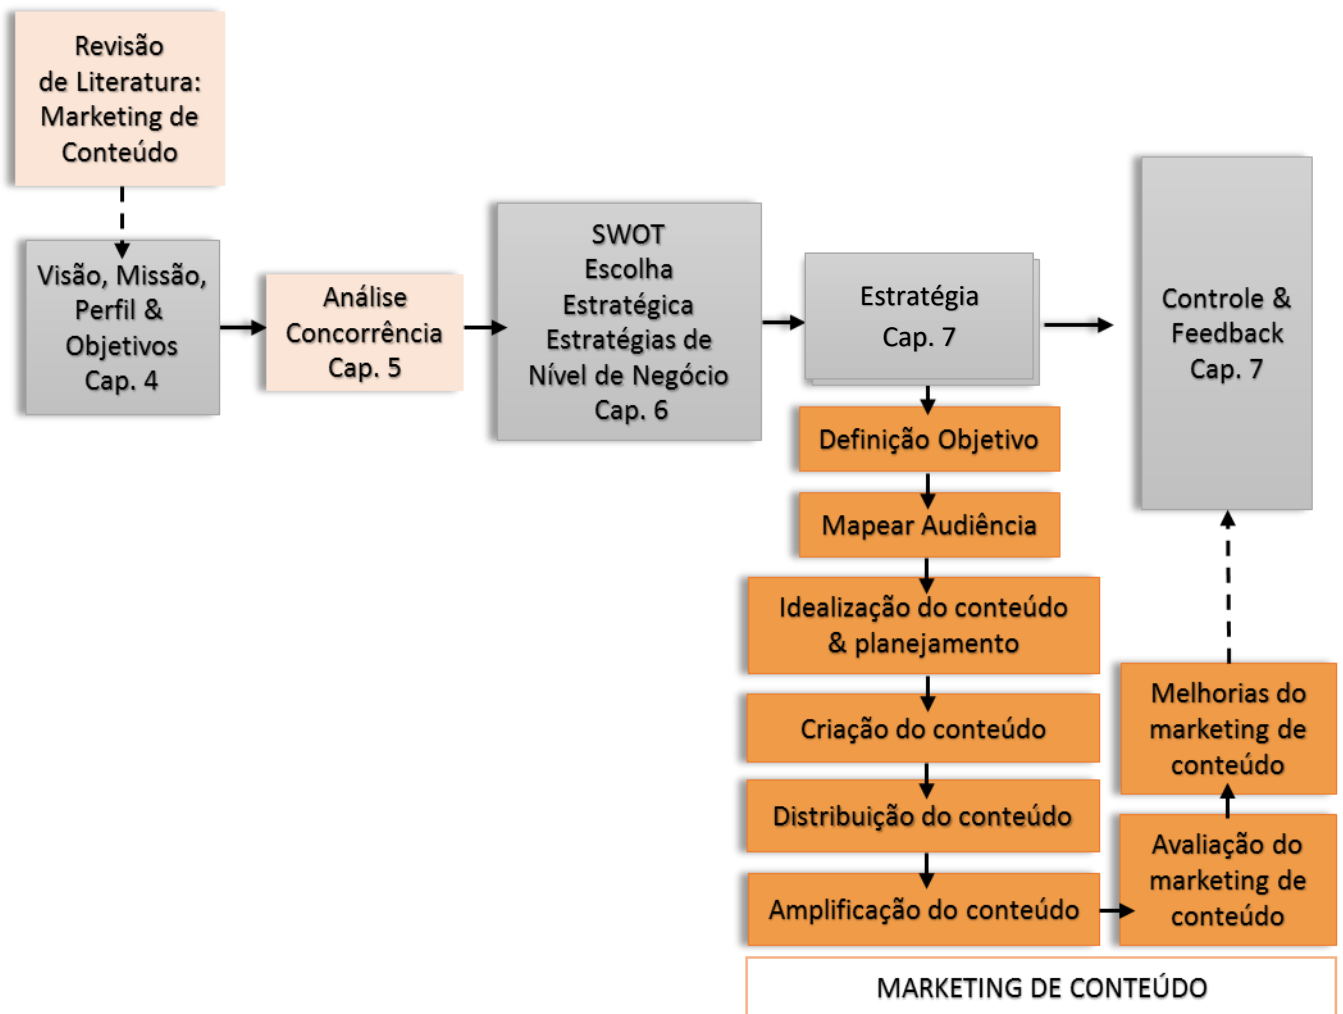 Revisão
de Literatura:
Marketing de
Conteúdo
Visão, Missão,
Perfil &
Objetivos
Cap. 4
Análise
Concorrência
Cap. 5
SWOT
Escolha
Estratégica
Estratégias de
Nível de Negócio
Cap. 6
Estratégia
Cap. 7
Controle &
Feedback
Cap. 7
Definição Objetivo
Mapear Audiência
Idealização do conteúdo
& planejamento
Criação do conteúdo
Distribuição do conteúdo
Amplificação do conteúdo
Avaliação do
marketing de
conteúdo
Melhorias do
marketing de
conteúdo
MARKETING DE CONTEÚDO